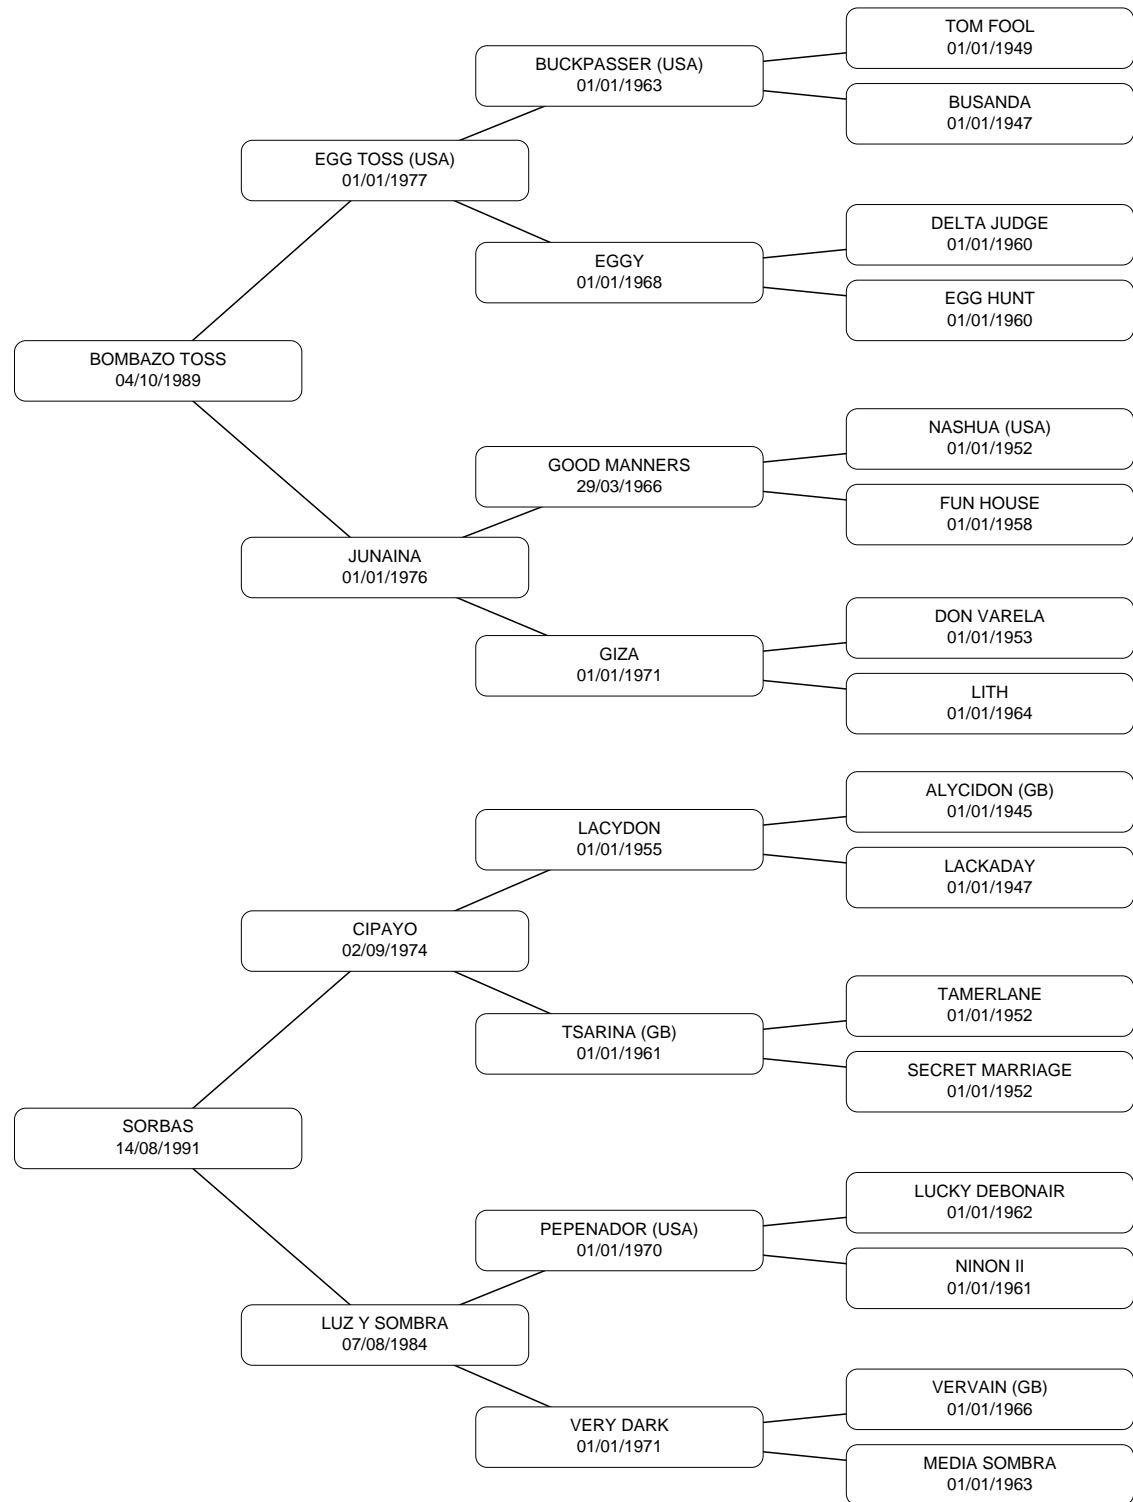 TOM FOOL
01/01/1949
BUCKPASSER (USA)
01/01/1963
BUSANDA
01/01/1947
EGG TOSS (USA)
01/01/1977
DELTA JUDGE
01/01/1960
EGGY
01/01/1968
EGG HUNT
01/01/1960
BOMBAZO TOSS
04/10/1989
NASHUA (USA)
01/01/1952
GOOD MANNERS
29/03/1966
FUN HOUSE
01/01/1958
JUNAINA
01/01/1976
DON VARELA
01/01/1953
GIZA
01/01/1971
LITH
01/01/1964
ALYCIDON (GB)
01/01/1945
LACYDON
01/01/1955
LACKADAY
01/01/1947
CIPAYO
02/09/1974
TAMERLANE
01/01/1952
TSARINA (GB)
01/01/1961
SECRET MARRIAGE
01/01/1952
SORBAS
14/08/1991
LUCKY DEBONAIR
01/01/1962
PEPENADOR (USA)
01/01/1970
NINON II
01/01/1961
LUZ Y SOMBRA
07/08/1984
VERVAIN (GB)
01/01/1966
VERY DARK
01/01/1971
MEDIA SOMBRA
01/01/1963